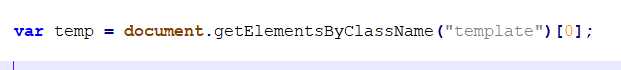 var temp = document.getElementsByClassName("template")[0];